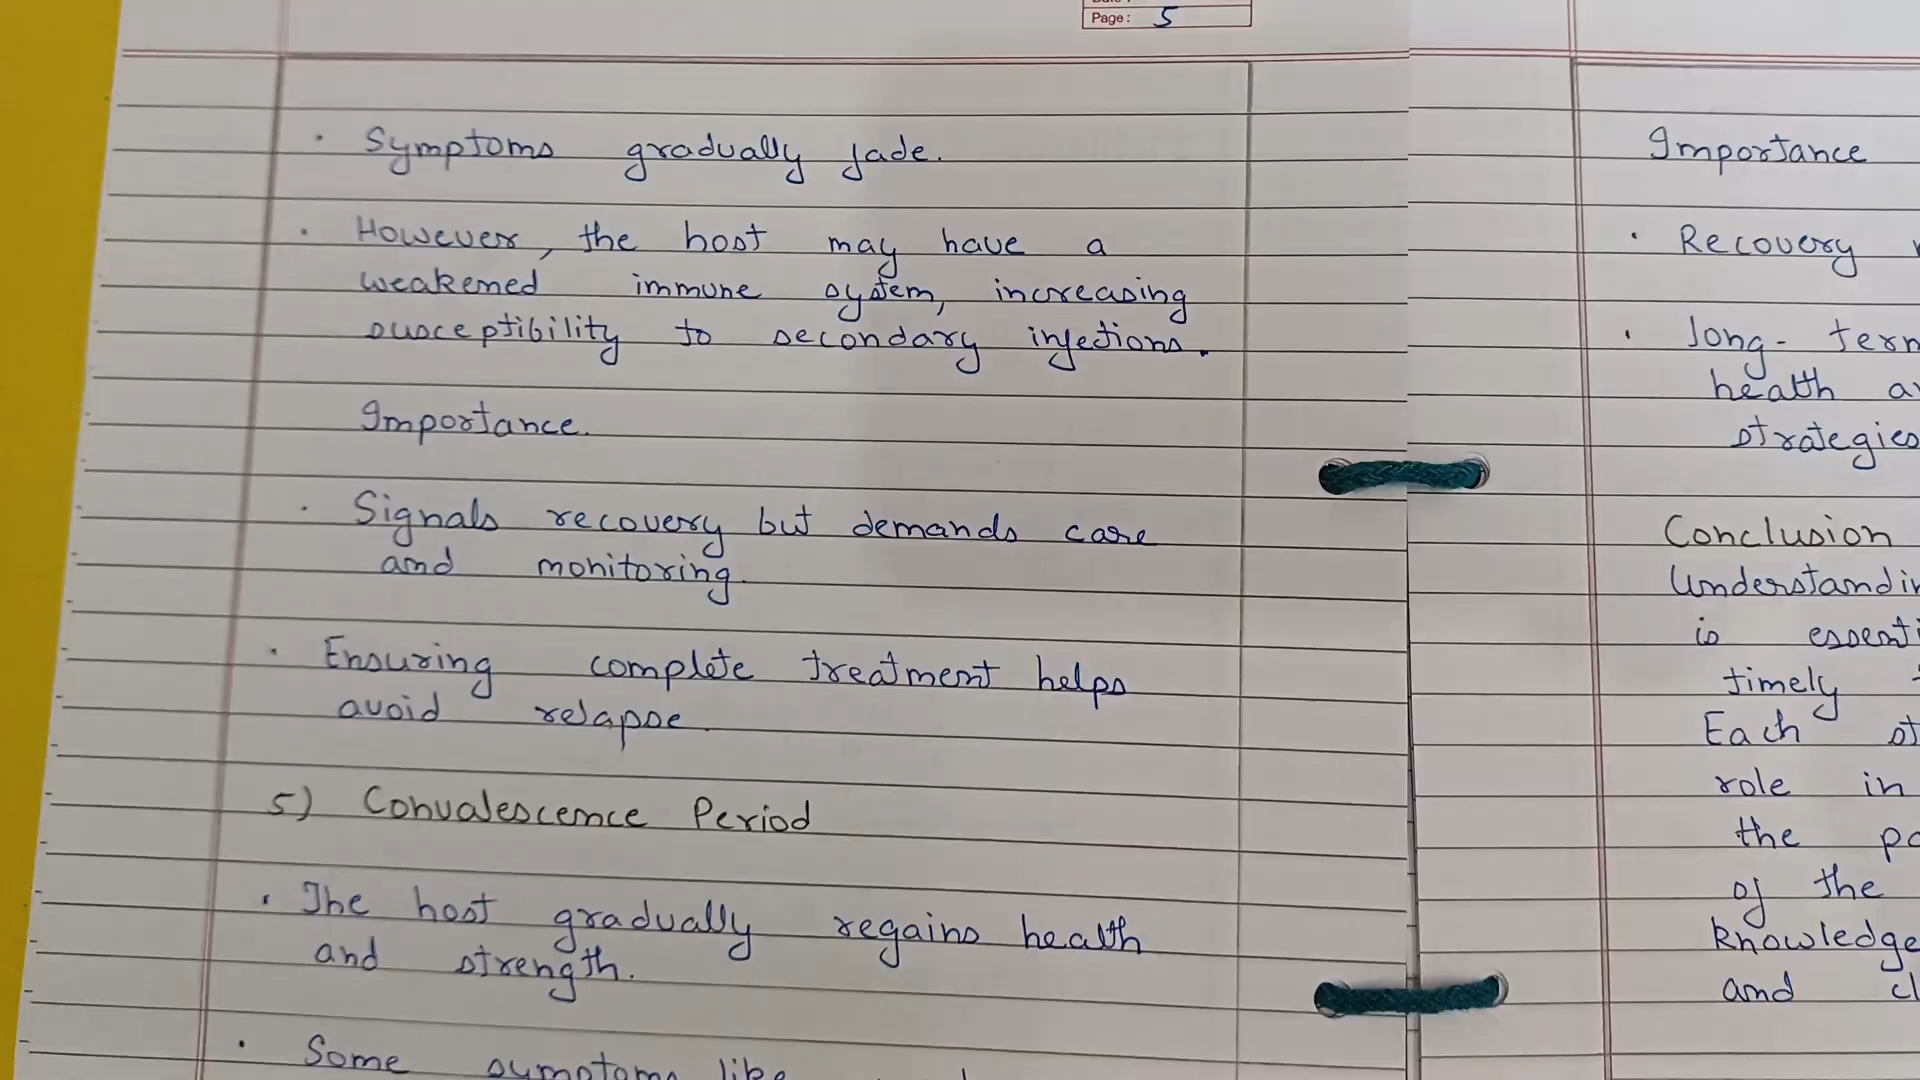 Page: 5
· Symptoms gradually fade.
· However, the host may have a
weakened immune system, increasing
susceptibility to secondary infections.
Importance.
· Signals recovery but demands care
and monitoring.
· Ensuring complete treatment helps
avoid relapse.
5) Convalescence Period
· The host gradually regains health
and strength.
· Some symptoms like
Importance
· Recovery
· long-term
health
strategies
Conclusion
Understanding
is
timely
Each
role in
the
of the
knowledge
and